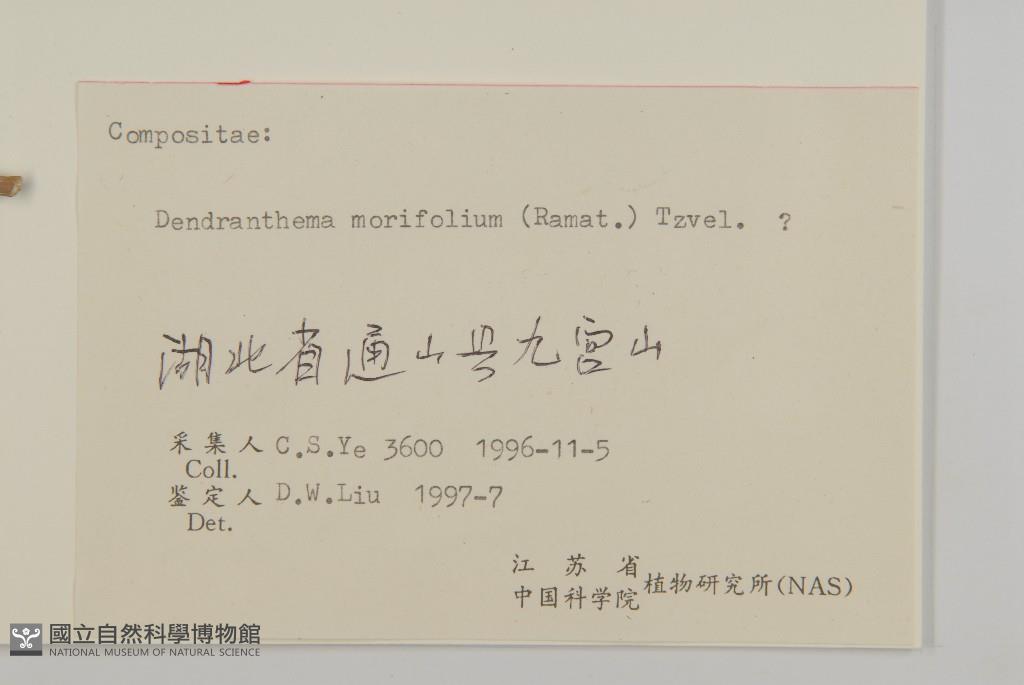 Compositae:
Dendranthema morifolium (Ramat.) Tzvel. ?
湖北省通山县九宫山
采集人 C.S.Ye 3600 1996-11-5
Coll.
鉴定人 D.W.Liu 1997-7
Det.
江苏省
中国科学院 植物研究所(NAS)
國立自然科學博物館
NATIONAL MUSEUM OF NATURAL SCIENCE